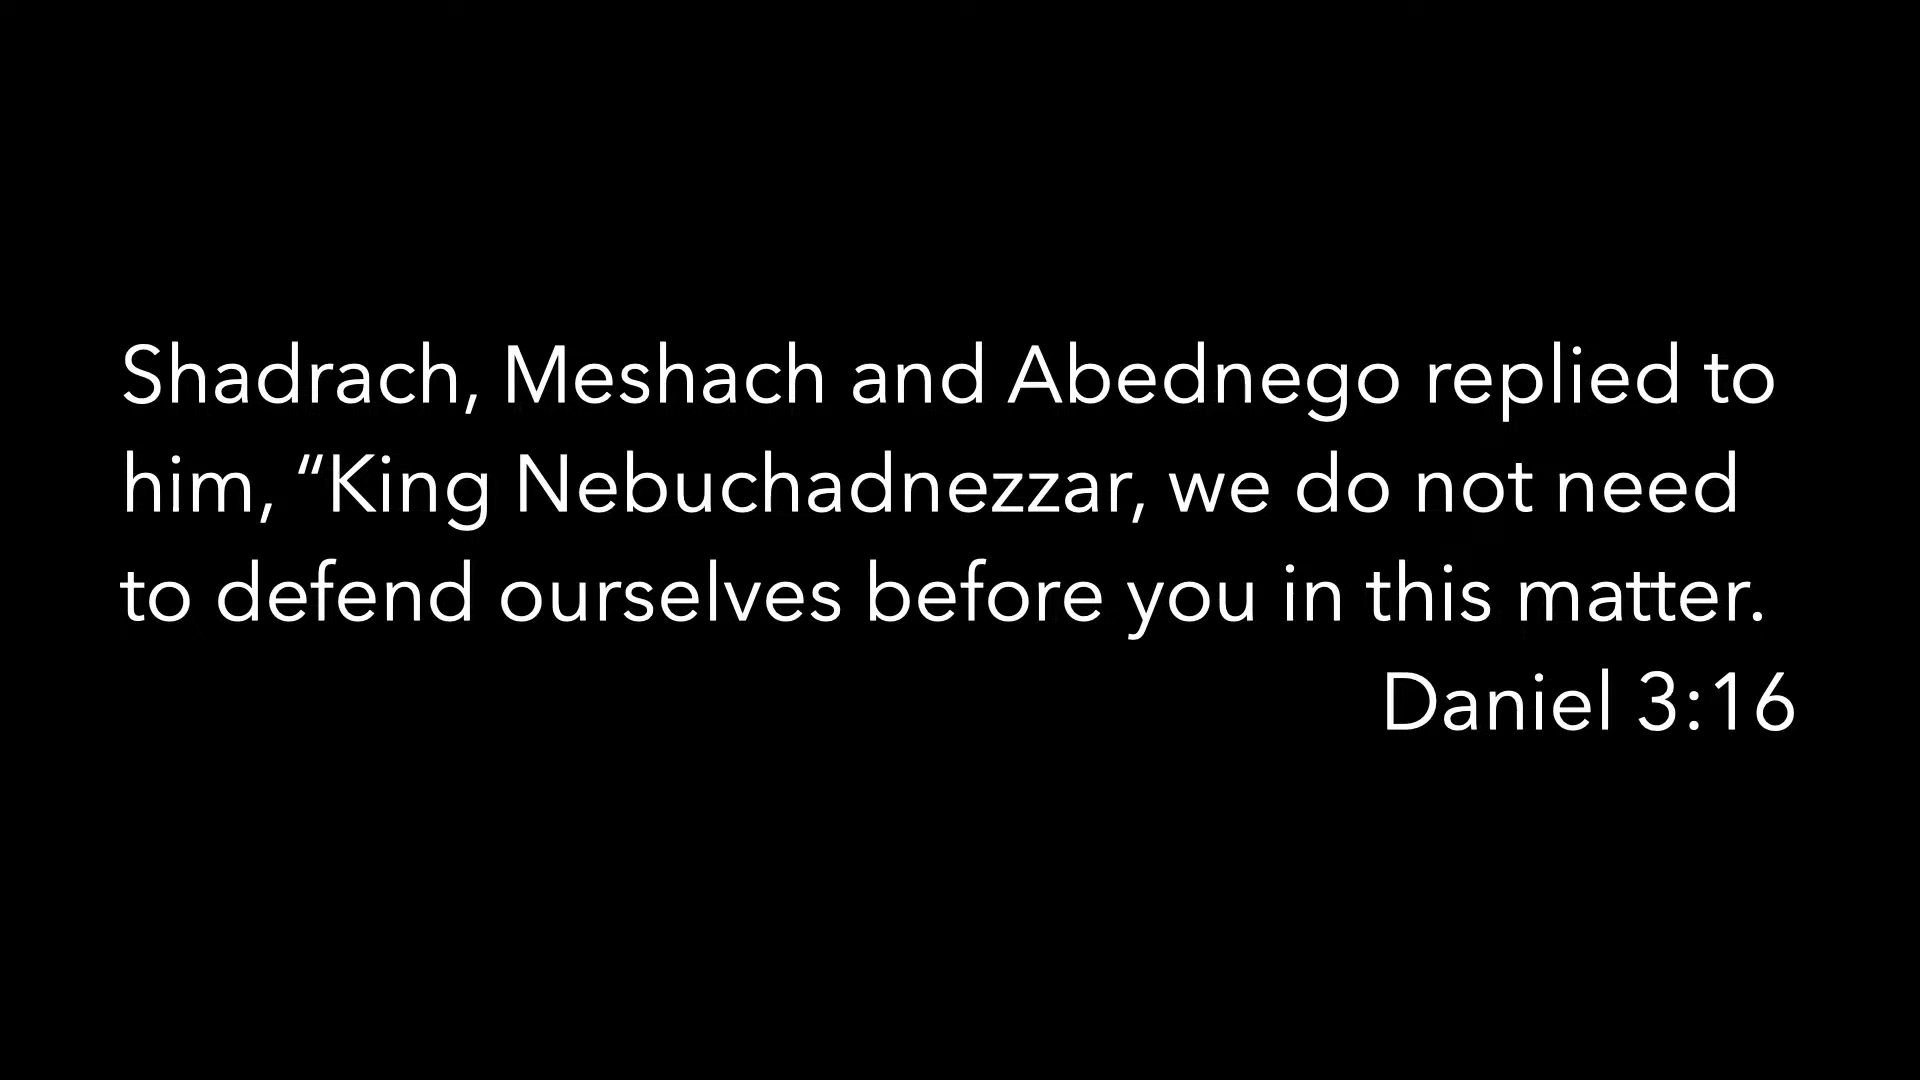 Shadrach, Meshach and Abednego replied to
him, “King Nebuchadnezzar, we do not need
to defend ourselves before you in this matter.
Daniel 3:16